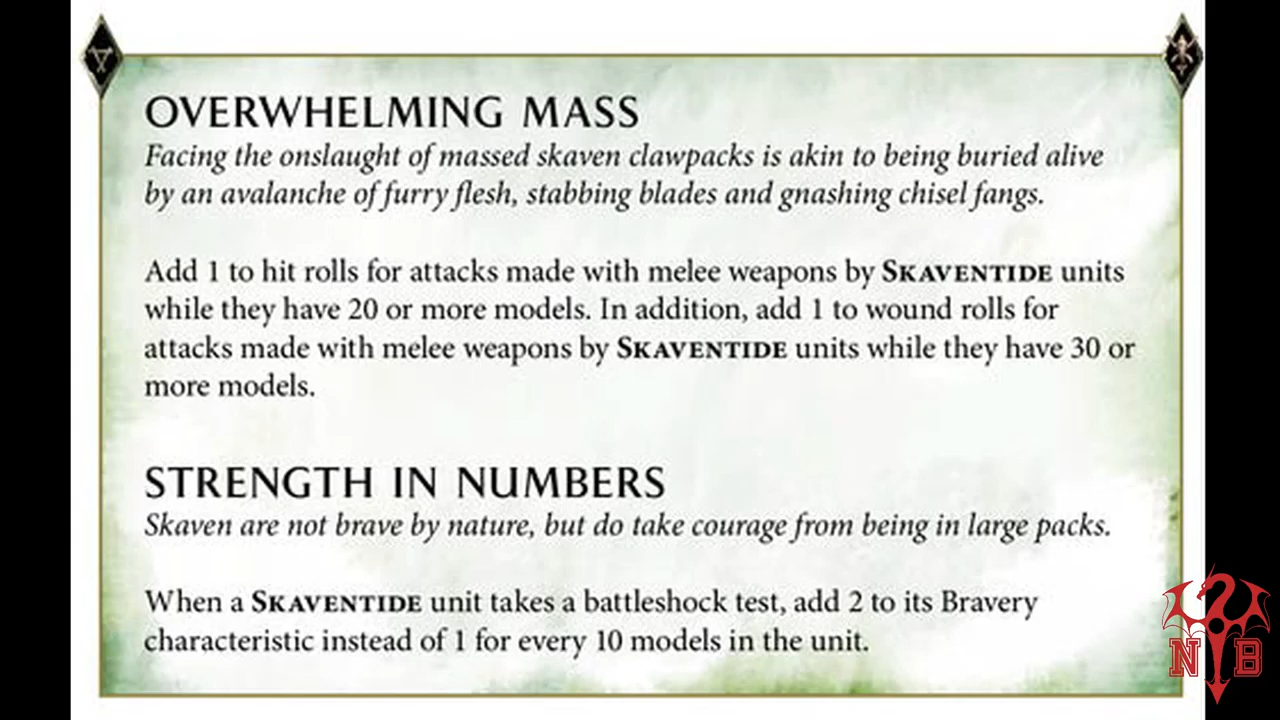 OVERWHELMING MASS
Facing the onslaught of massed skaven clawpacks is akin to being buried alive
by an avalanche of furry flesh, stabbing blades and gnashing chisel fangs.
Add 1 to hit rolls for attacks made with melee weapons by SKAVENTIDE units
while they have 20 or more models. In addition, add 1 to wound rolls for
attacks made with melee weapons by SKAVENTIDE units while they have 30 or
more models.
STRENGTH IN NUMBERS
Skaven are not brave by nature, but do take courage from being in large packs.
When a SKAVENTIDE unit takes a battleshock test, add 2 to its Bravery
characteristic instead of 1 for every 10 models in the unit.
N B